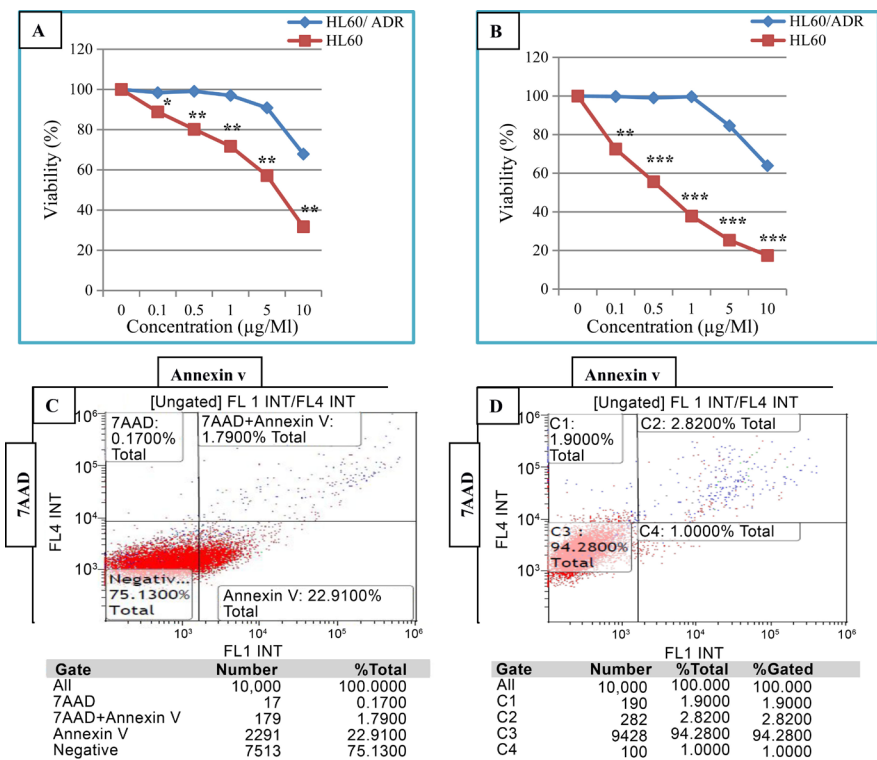 A
HL60/ ADR
HL60
120
100
80
60
40
20
0
Viability (%)
*
**
**
**
**
0 0.1 0.5 1 5 10
Concentration (µg/Ml)
B
HL60/ADR
HL60
120
100
80
60
40
20
0
Viability (%)
**
***
***
***
***
0 0.1 0.5 1 5 10
Concentration (µg/Ml)
Annexin v
C
[Ungated] FL 1 INT/FL4 INT
7AAD
FL4 INT
10⁶
10⁵
10⁴
10³
7AAD:
0.1700%
Total
7AAD+Annexin V:
1.7900% Total
Negativ...
75.1300%
Total
Annexin V: 22.9100%
Total
10³ 10⁴ 10⁵ 10⁶
FL1 INT
Gate Number %Total
All 10,000 100.0000
7AAD 17 0.1700
7AAD+Annexin V 179 1.7900
Annexin V 2291 22.9100
Negative 7513 75.1300
Annexin v
D
[Ungated] FL 1 INT/FL4 INT
7AAD
FL4 INT
10⁶
10⁵
10⁴
10³
C1:
1.9000%
Total
C2: 2.8200% Total
C3 :
94.2800%
Total
C4: 1.0000% Total
10³ 10⁴ 10⁵ 10⁶
FL1 INT
Gate Number %Total %Gated
All 10,000 100.000 100.000
C1 190 1.9000 1.9000
C2 282 2.8200 2.8200
C3 9428 94.2800 94.2800
C4 100 1.0000 1.0000